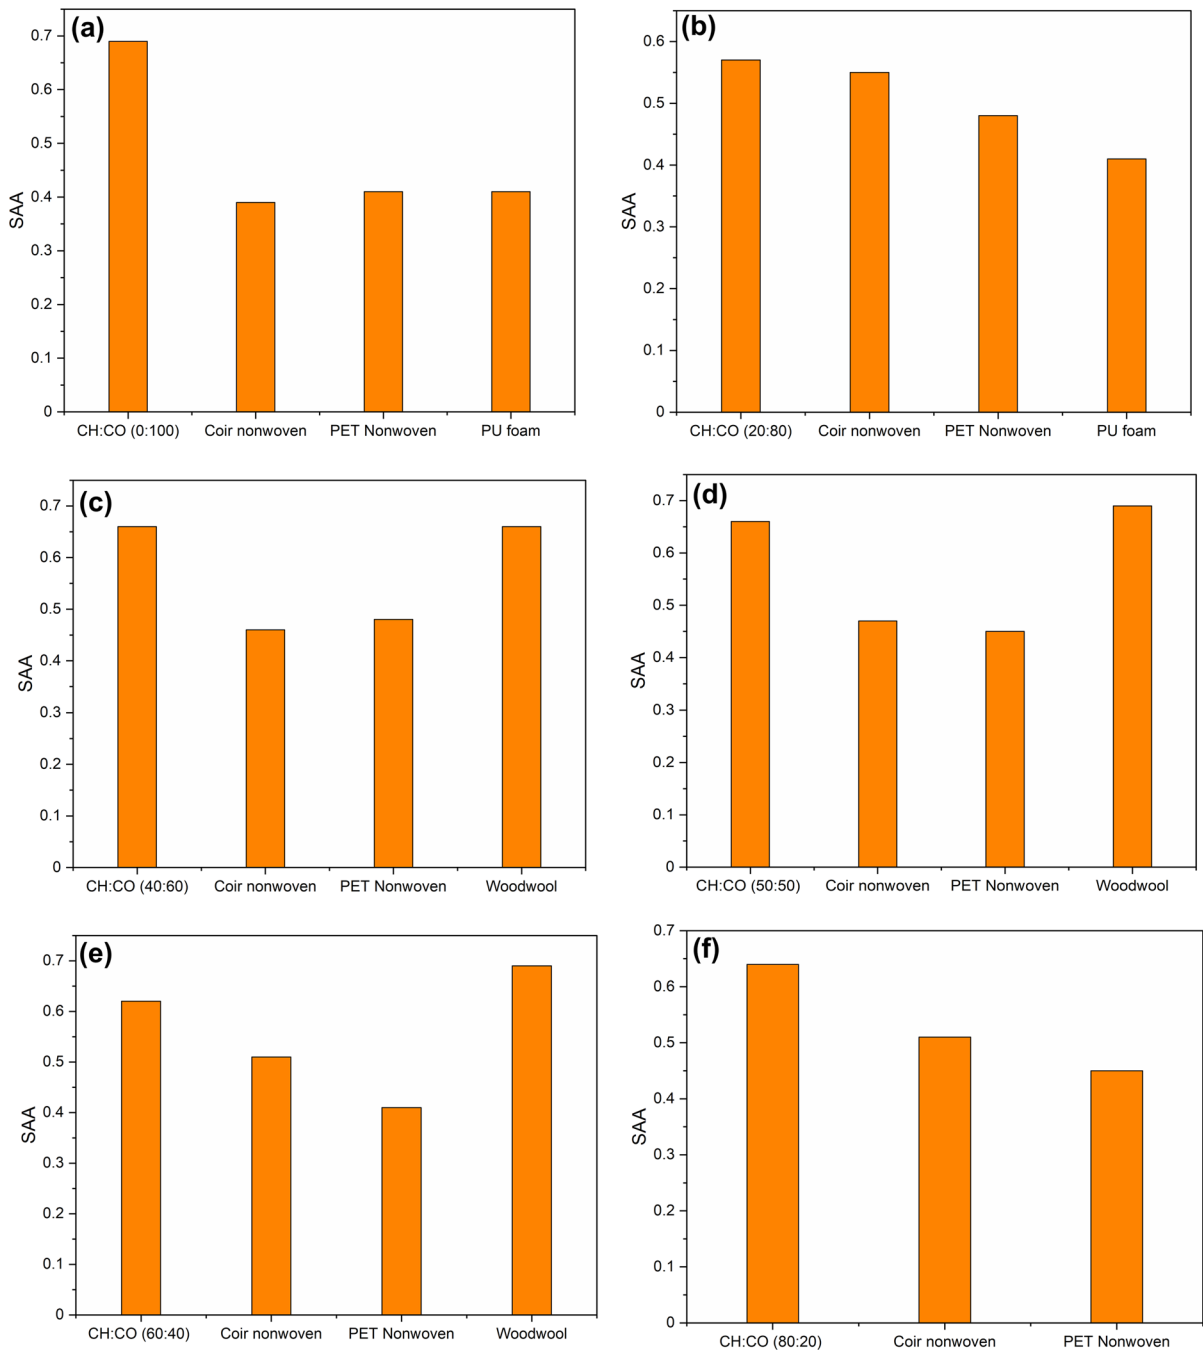 (a)
0.7
0.6
0.5
0.4
0.3
0.2
0.1
0
SAA
CH:CO (0:100) Coir nonwoven PET Nonwoven PU foam
(b)
0.6
0.5
0.4
0.3
0.2
0.1
0
SAA
CH:CO (20:80) Coir nonwoven PET Nonwoven PU foam
(c)
0.7
0.6
0.5
0.4
0.3
0.2
0.1
0
SAA
CH:CO (40:60) Coir nonwoven PET Nonwoven Woodwool
(d)
0.7
0.6
0.5
0.4
0.3
0.2
0.1
0
SAA
CH:CO (50:50) Coir nonwoven PET Nonwoven Woodwool
(e)
0.7
0.6
0.5
0.4
0.3
0.2
0.1
0
SAA
CH:CO (60:40) Coir nonwoven PET Nonwoven Woodwool
(f)
0.7
0.6
0.5
0.4
0.3
0.2
0.1
0
SAA
CH:CO (80:20) Coir nonwoven PET Nonwoven